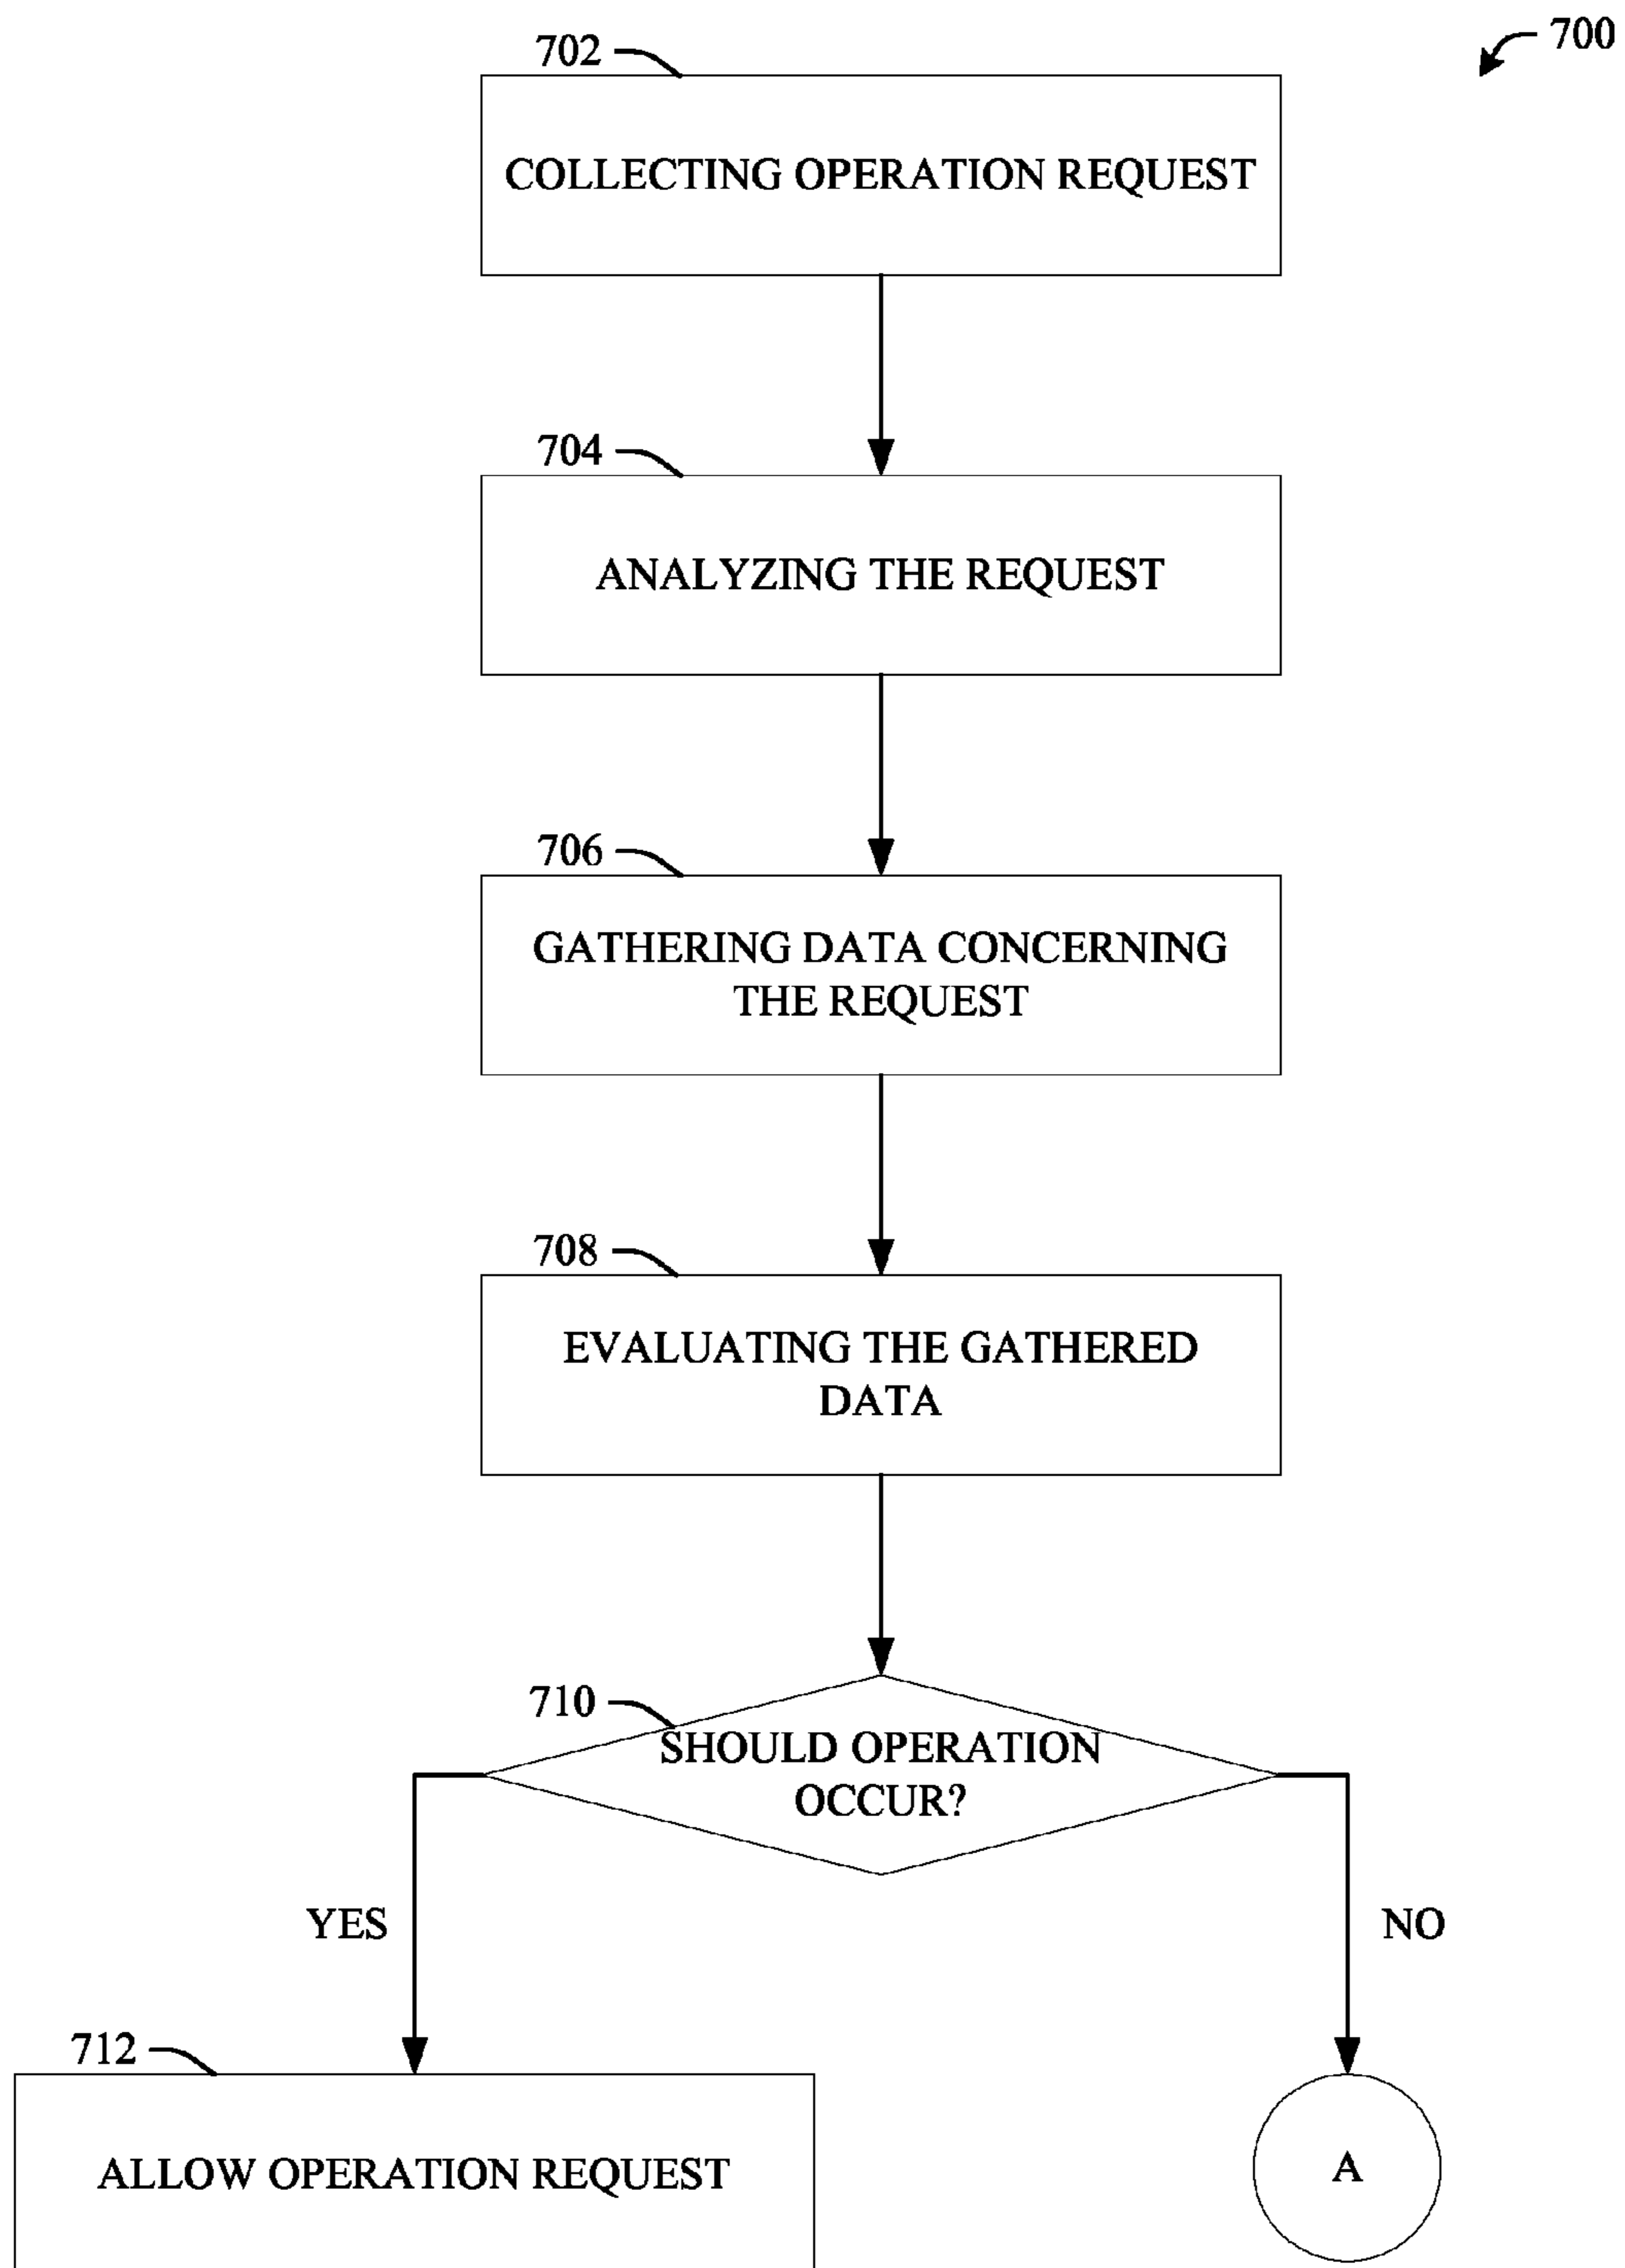 700
702
COLLECTING OPERATION REQUEST
704
ANALYZING THE REQUEST
706
GATHERING DATA CONCERNING
THE REQUEST
708
EVALUATING THE GATHERED
DATA
710
SHOULD OPERATION
OCCUR?
YES
NO
712
ALLOW OPERATION REQUEST
A